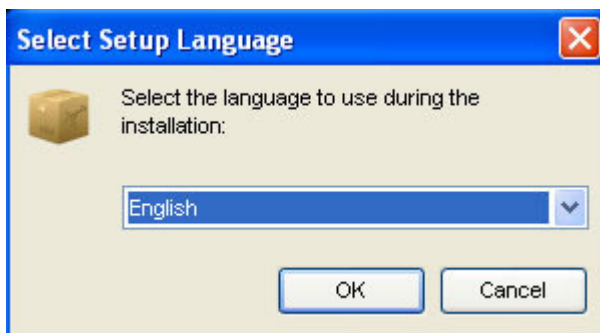 Select Setup Language
Select the language to use during the
installation:
English
OK
Cancel